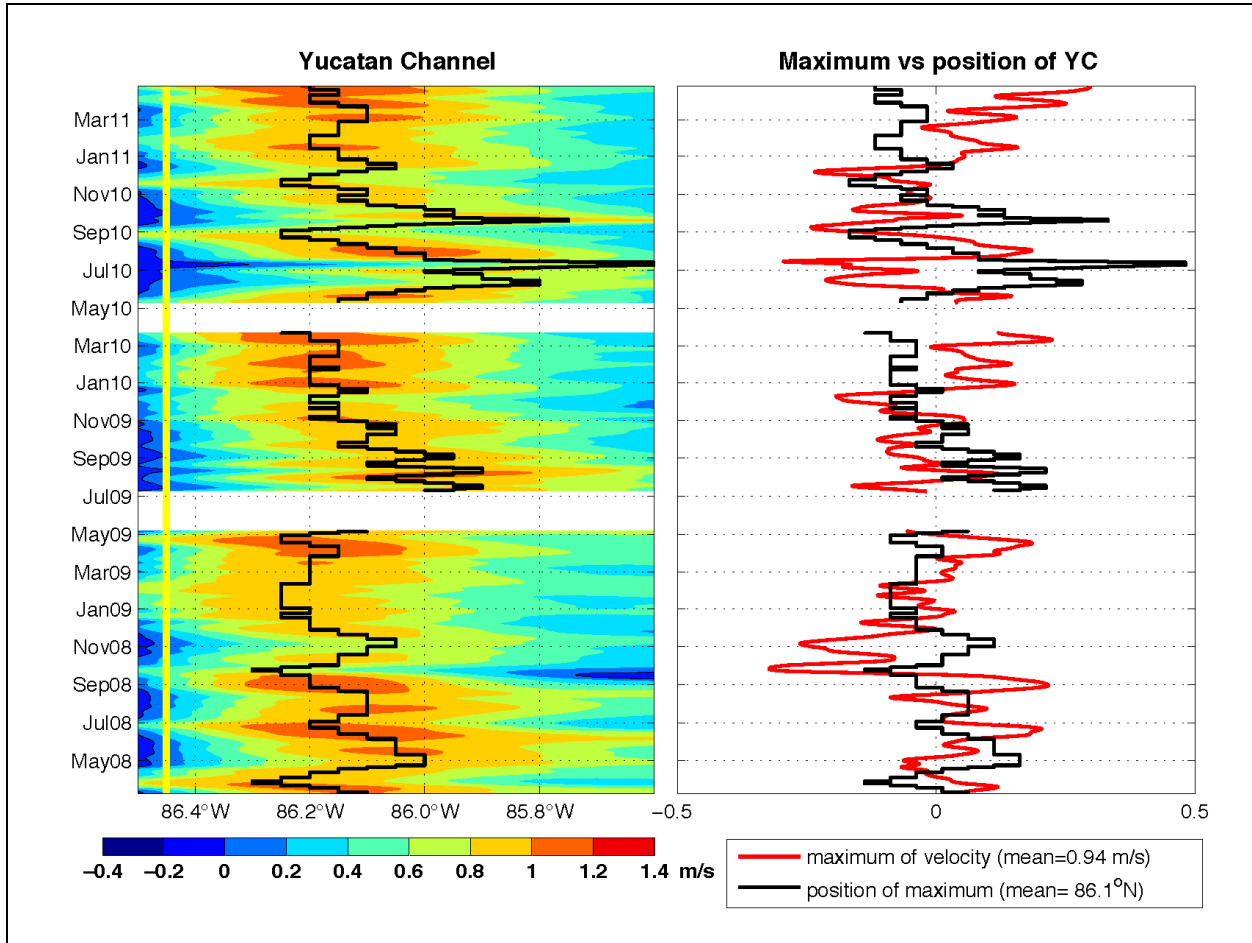 Yucatan Channel
Maximum vs position of YC
Mar11
Jan11
Nov10
Sep10
Jul10
May10
Mar10
Jan10
Nov09
Sep09
Jul09
May09
Mar09
Jan09
Nov08
Sep08
Jul08
May08
86.4°W 86.2°W 86.0°W 85.8°W
−0.5 0 0.5
−0.4 −0.2 0 0.2 0.4 0.6 0.8 1 1.2 1.4 m/s
maximum of velocity (mean=0.94 m/s)
position of maximum (mean= 86.1°N)